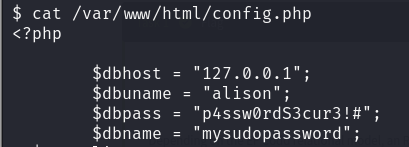 $ cat /var/www/html/config.php
<?php
$dbhost = "127.0.0.1";
$dbuname = "alison";
$dbpass = "p4ssw0rdS3cur3!#";
$dbname = "mysudopassword";